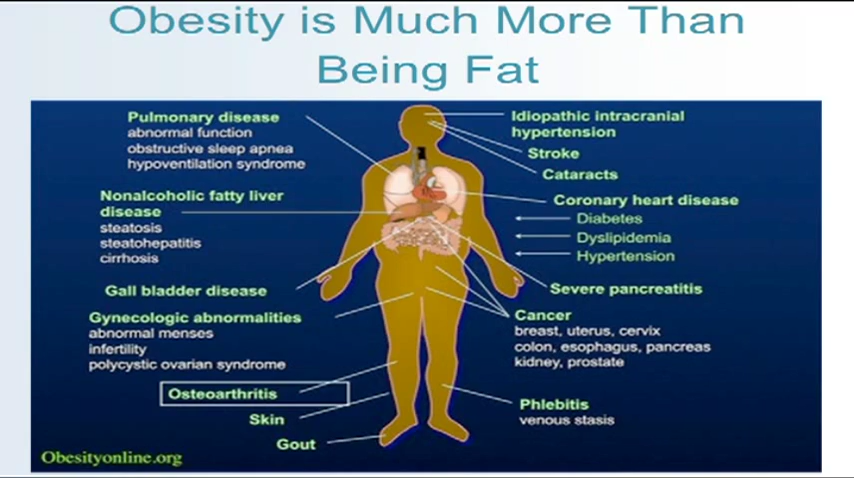 Obesity is Much More Than
Being Fat
Pulmonary disease
abnormal function
obstructive sleep apnea
hypoventilation syndrome
Nonalcoholic fatty liver
disease
steatosis
steatohepatitis
cirrhosis
Gall bladder disease
Gynecologic abnormalities
abnormal menses
infertility
polycystic ovarian syndrome
Osteoarthritis
Skin
Gout
Idiopathic intracranial
hypertension
Stroke
Cataracts
Coronary heart disease
Diabetes
Dyslipidemia
Hypertension
Severe pancreatitis
Cancer
breast, uterus, cervix
colon, esophagus, pancreas
kidney, prostate
Phlebitis
venous stasis
Obesityonline.org